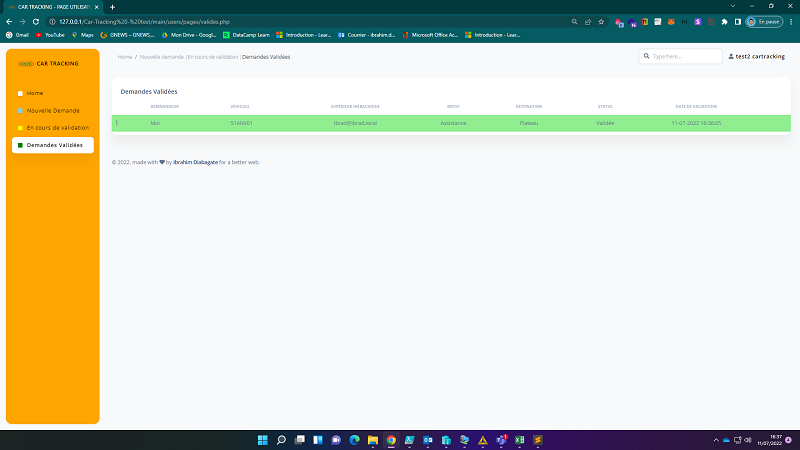 CAR TRACKING - PAGE UTILISAT
127.0.0.1/Car-Tracking%20-%20test/main/users/pages/valides.php
En pause
Gmail YouTube Maps GNEWS – GNEWS,... Mon Drive - Googl... DataCamp Learn Introduction - Lear... Courrier - ibrahim.d... Microsoft Office Ac... Introduction - Lear...
CAR TRACKING
Home / Nouvelle demande |En cours de validation |Demandes Validées
Type here...
test2 cartracking
Home
Nouvelle Demande
En cours de validation
Demandes Validées
Demandes Validées
DEMANDEUR VÉHICULE SUPERIEUR HIÉRARCHIQUE MOTIF DESTINATION STATUS DATE DE VALIDATION
Moi 514HV01 ibrad@ibrad.local Assistance Plateau Validée 11-07-2022 16:36:05
© 2022, made with by Ibrahim Diabagate for a better web.
16:37
11/07/2022